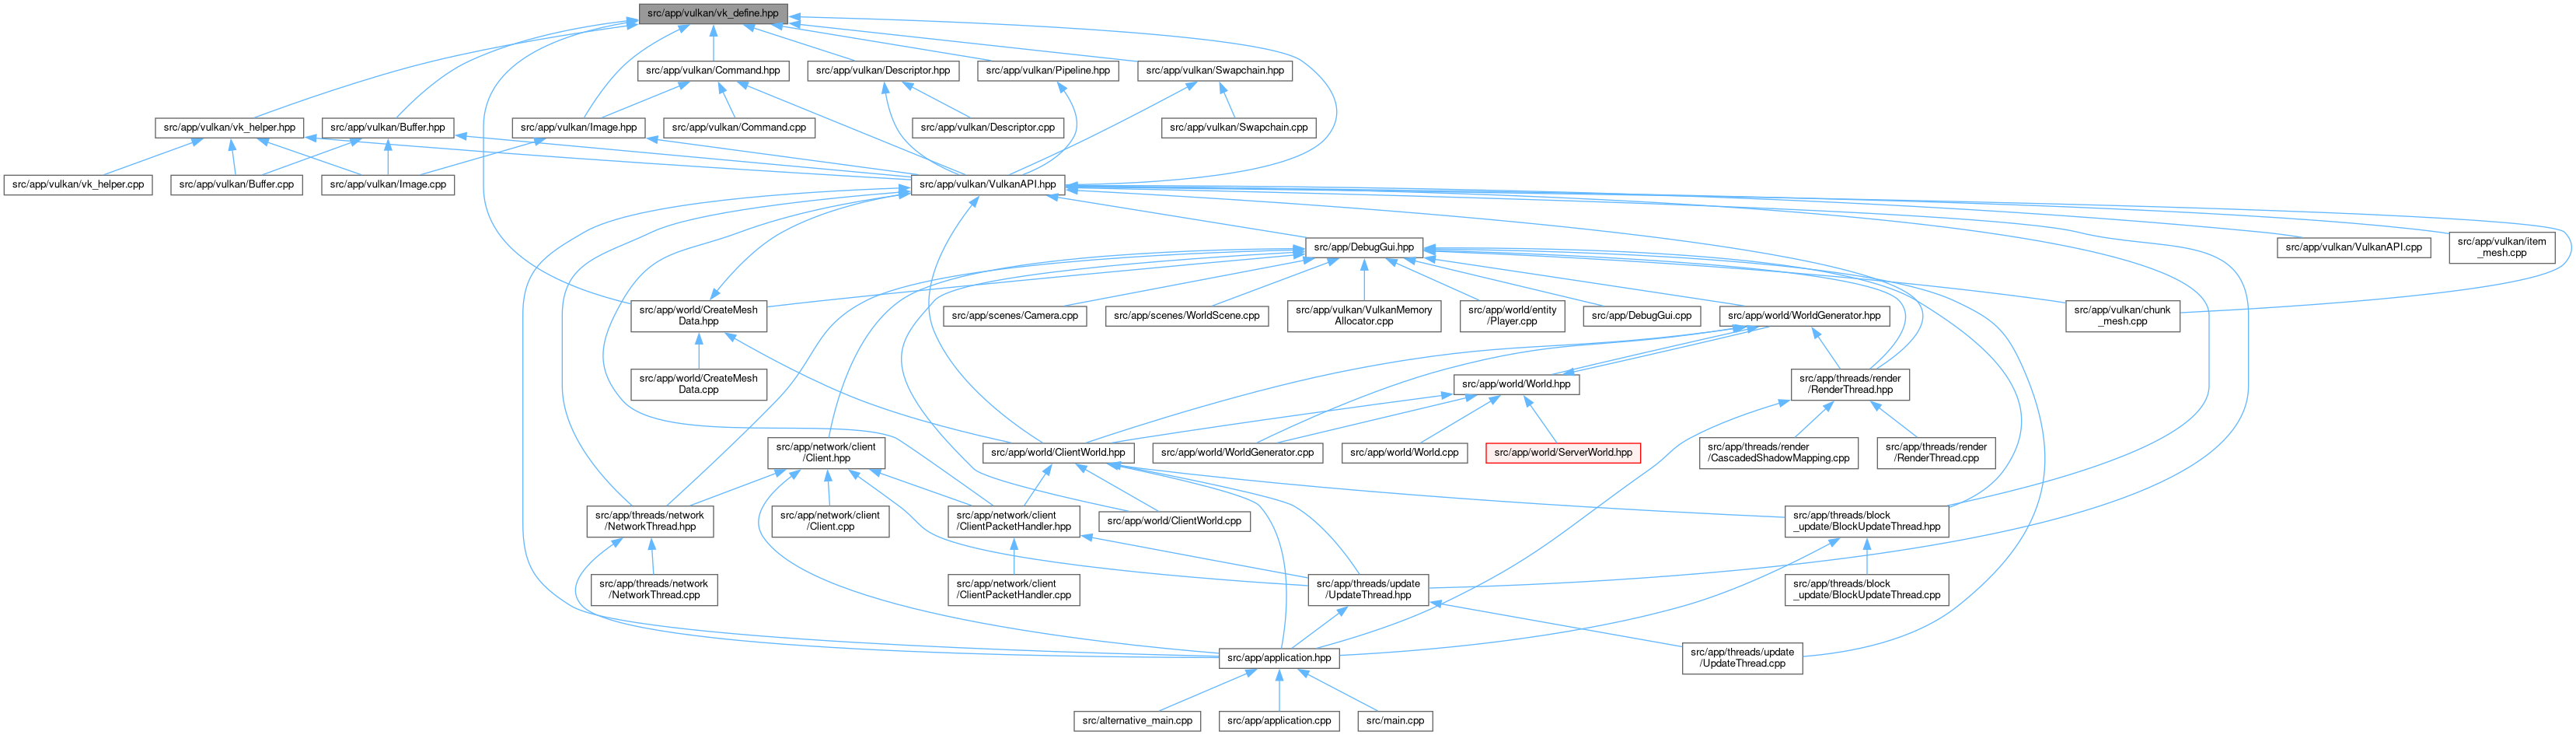 src/app/vulkan/vk_define.hpp
src/app/vulkan/Command.hpp
src/app/vulkan/Descriptor.hpp
src/app/vulkan/Pipeline.hpp
src/app/vulkan/Swapchain.hpp
src/app/vulkan/vk_helper.hpp
src/app/vulkan/Buffer.hpp
src/app/vulkan/Image.hpp
src/app/vulkan/Command.cpp
src/app/vulkan/Descriptor.cpp
src/app/vulkan/Swapchain.cpp
src/app/vulkan/vk_helper.cpp
src/app/vulkan/Buffer.cpp
src/app/vulkan/Image.cpp
src/app/vulkan/VulkanAPI.hpp
src/app/DebugGui.hpp
src/app/vulkan/VulkanAPI.cpp
src/app/vulkan/item
_mesh.cpp
src/app/world/CreateMesh
Data.hpp
src/app/scenes/Camera.cpp
src/app/scenes/WorldScene.cpp
src/app/vulkan/VulkanMemory
Allocator.cpp
src/app/world/entity
/Player.cpp
src/app/DebugGui.cpp
src/app/world/WorldGenerator.hpp
src/app/vulkan/chunk
_mesh.cpp
src/app/world/CreateMesh
Data.cpp
src/app/world/World.hpp
src/app/threads/render
/RenderThread.hpp
src/app/network/client
/Client.hpp
src/app/world/ClientWorld.hpp
src/app/world/WorldGenerator.cpp
src/app/world/World.cpp
src/app/world/ServerWorld.hpp
src/app/threads/render
/CascadedShadowMapping.cpp
src/app/threads/render
/RenderThread.cpp
src/app/threads/network
/NetworkThread.hpp
src/app/network/client
/Client.cpp
src/app/network/client
/ClientPacketHandler.hpp
src/app/world/ClientWorld.cpp
src/app/threads/block
_update/BlockUpdateThread.hpp
src/app/threads/network
/NetworkThread.cpp
src/app/network/client
/ClientPacketHandler.cpp
src/app/threads/update
/UpdateThread.hpp
src/app/threads/block
_update/BlockUpdateThread.cpp
src/app/application.hpp
src/app/threads/update
/UpdateThread.cpp
src/alternative_main.cpp
src/app/application.cpp
src/main.cpp